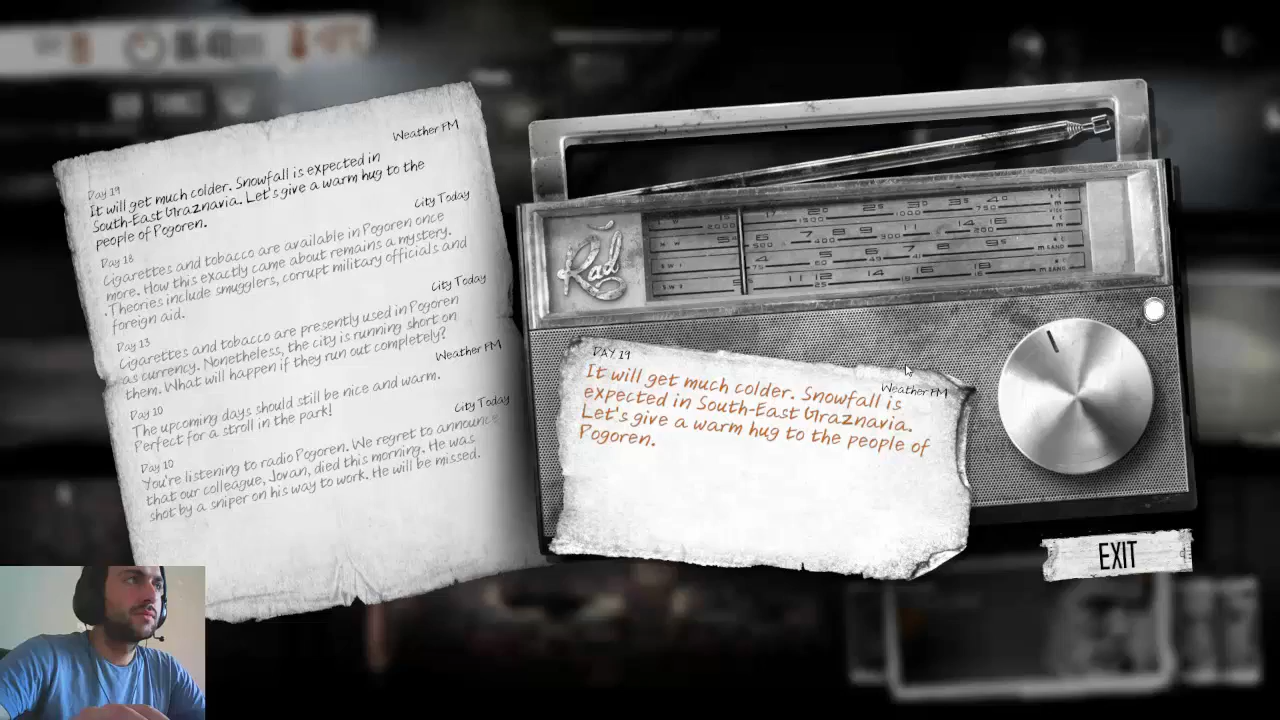 Weather FM
Day 19
It will get much colder. Snowfall is expected in
South-East Graznavia. Let's give a warm hug to the
people of Pogoren.
City Today
Day 18
Cigarettes and tobacco are available in Pogoren once
more. How this exactly came about remains a mystery.
Theories include smugglers, corrupt military officials and
foreign aid.
City Today
Day 13
Cigarettes and tobacco are presently used in Pogoren
as currency. Nonetheless, the city is running short on
them. What will happen if they run out completely?
Weather FM
Day 10
The upcoming days should still be nice and warm.
Perfect for a stroll in the park!
City Today
Day 10
You're listening to radio Pogoren. We regret to announce
that our colleague, Jovan, died this morning. He was
shot by a sniper on his way to work. He will be missed.
Rad
DAY 19
Weather FM
It will get much colder. Snowfall is
expected in South-East Graznavia.
Let's give a warm hug to the people of
Pogoren.
EXIT